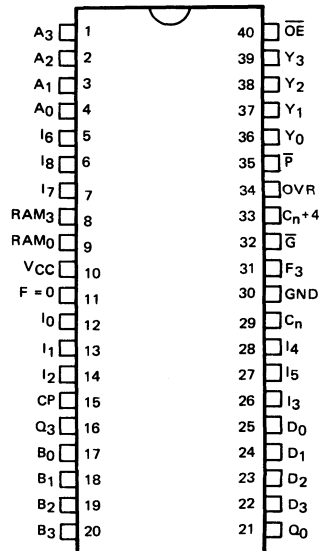 A3 1 40 O̅E̅
A2 2 39 Y3
A1 3 38 Y2
A0 4 37 Y1
I6 5 36 Y0
I8 6 35 P̅
I7 7 34 OVR
RAM3 8 33 Cn+4
RAM0 9 32 G̅
VCC 10 31 F3
F = 0 11 30 GND
I0 12 29 Cn
I1 13 28 I4
I2 14 27 I5
CP 15 26 I3
Q3 16 25 D0
B0 17 24 D1
B1 18 23 D2
B2 19 22 D3
B3 20 21 Q0